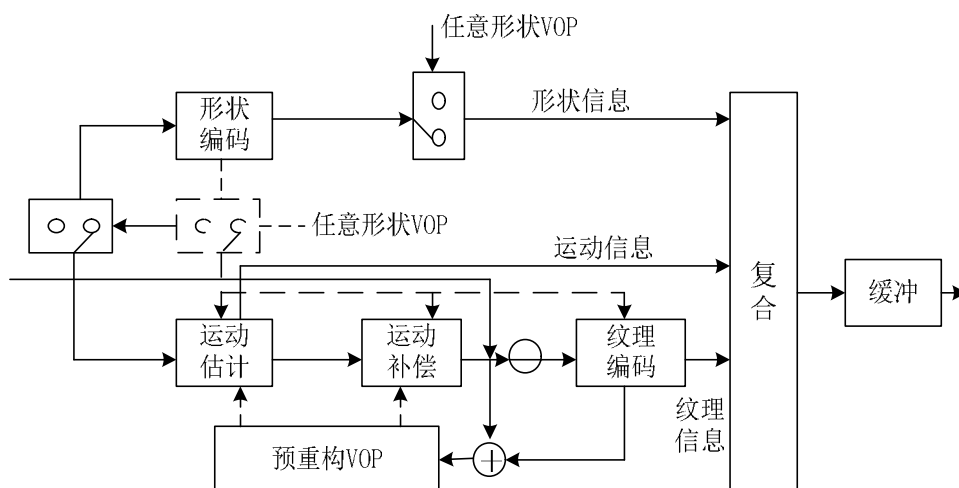 任意形状VOP
形状
编码
形状信息
任意形状VOP
运动信息
复
合
缓冲
运动
估计
运动
补偿
纹理
编码
纹理
信息
预重构VOP